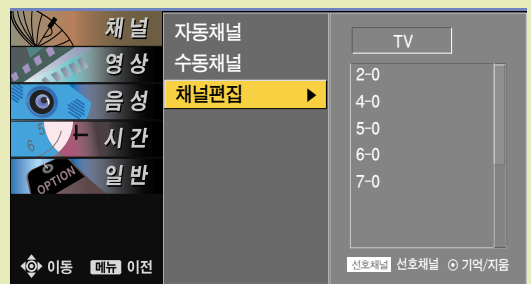 채널
영상
음성
시간
일반
OPTION
6
5
이동 메뉴 이전
자동채널
수동채널
채널편집
TV
2-0
4-0
5-0
6-0
7-0
선호채널 선호채널 ⊙ 기억/지움